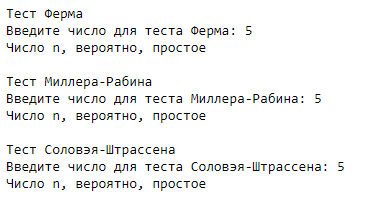 Тест Ферма
Введите число для теста Ферма: 5
Число n, вероятно, простое
Тест Миллера-Рабина
Введите число для теста Миллера-Рабина: 5
Число n, вероятно, простое
Тест Соловэя-Штрассена
Введите число для теста Соловэя-Штрассена: 5
Число n, вероятно, простое